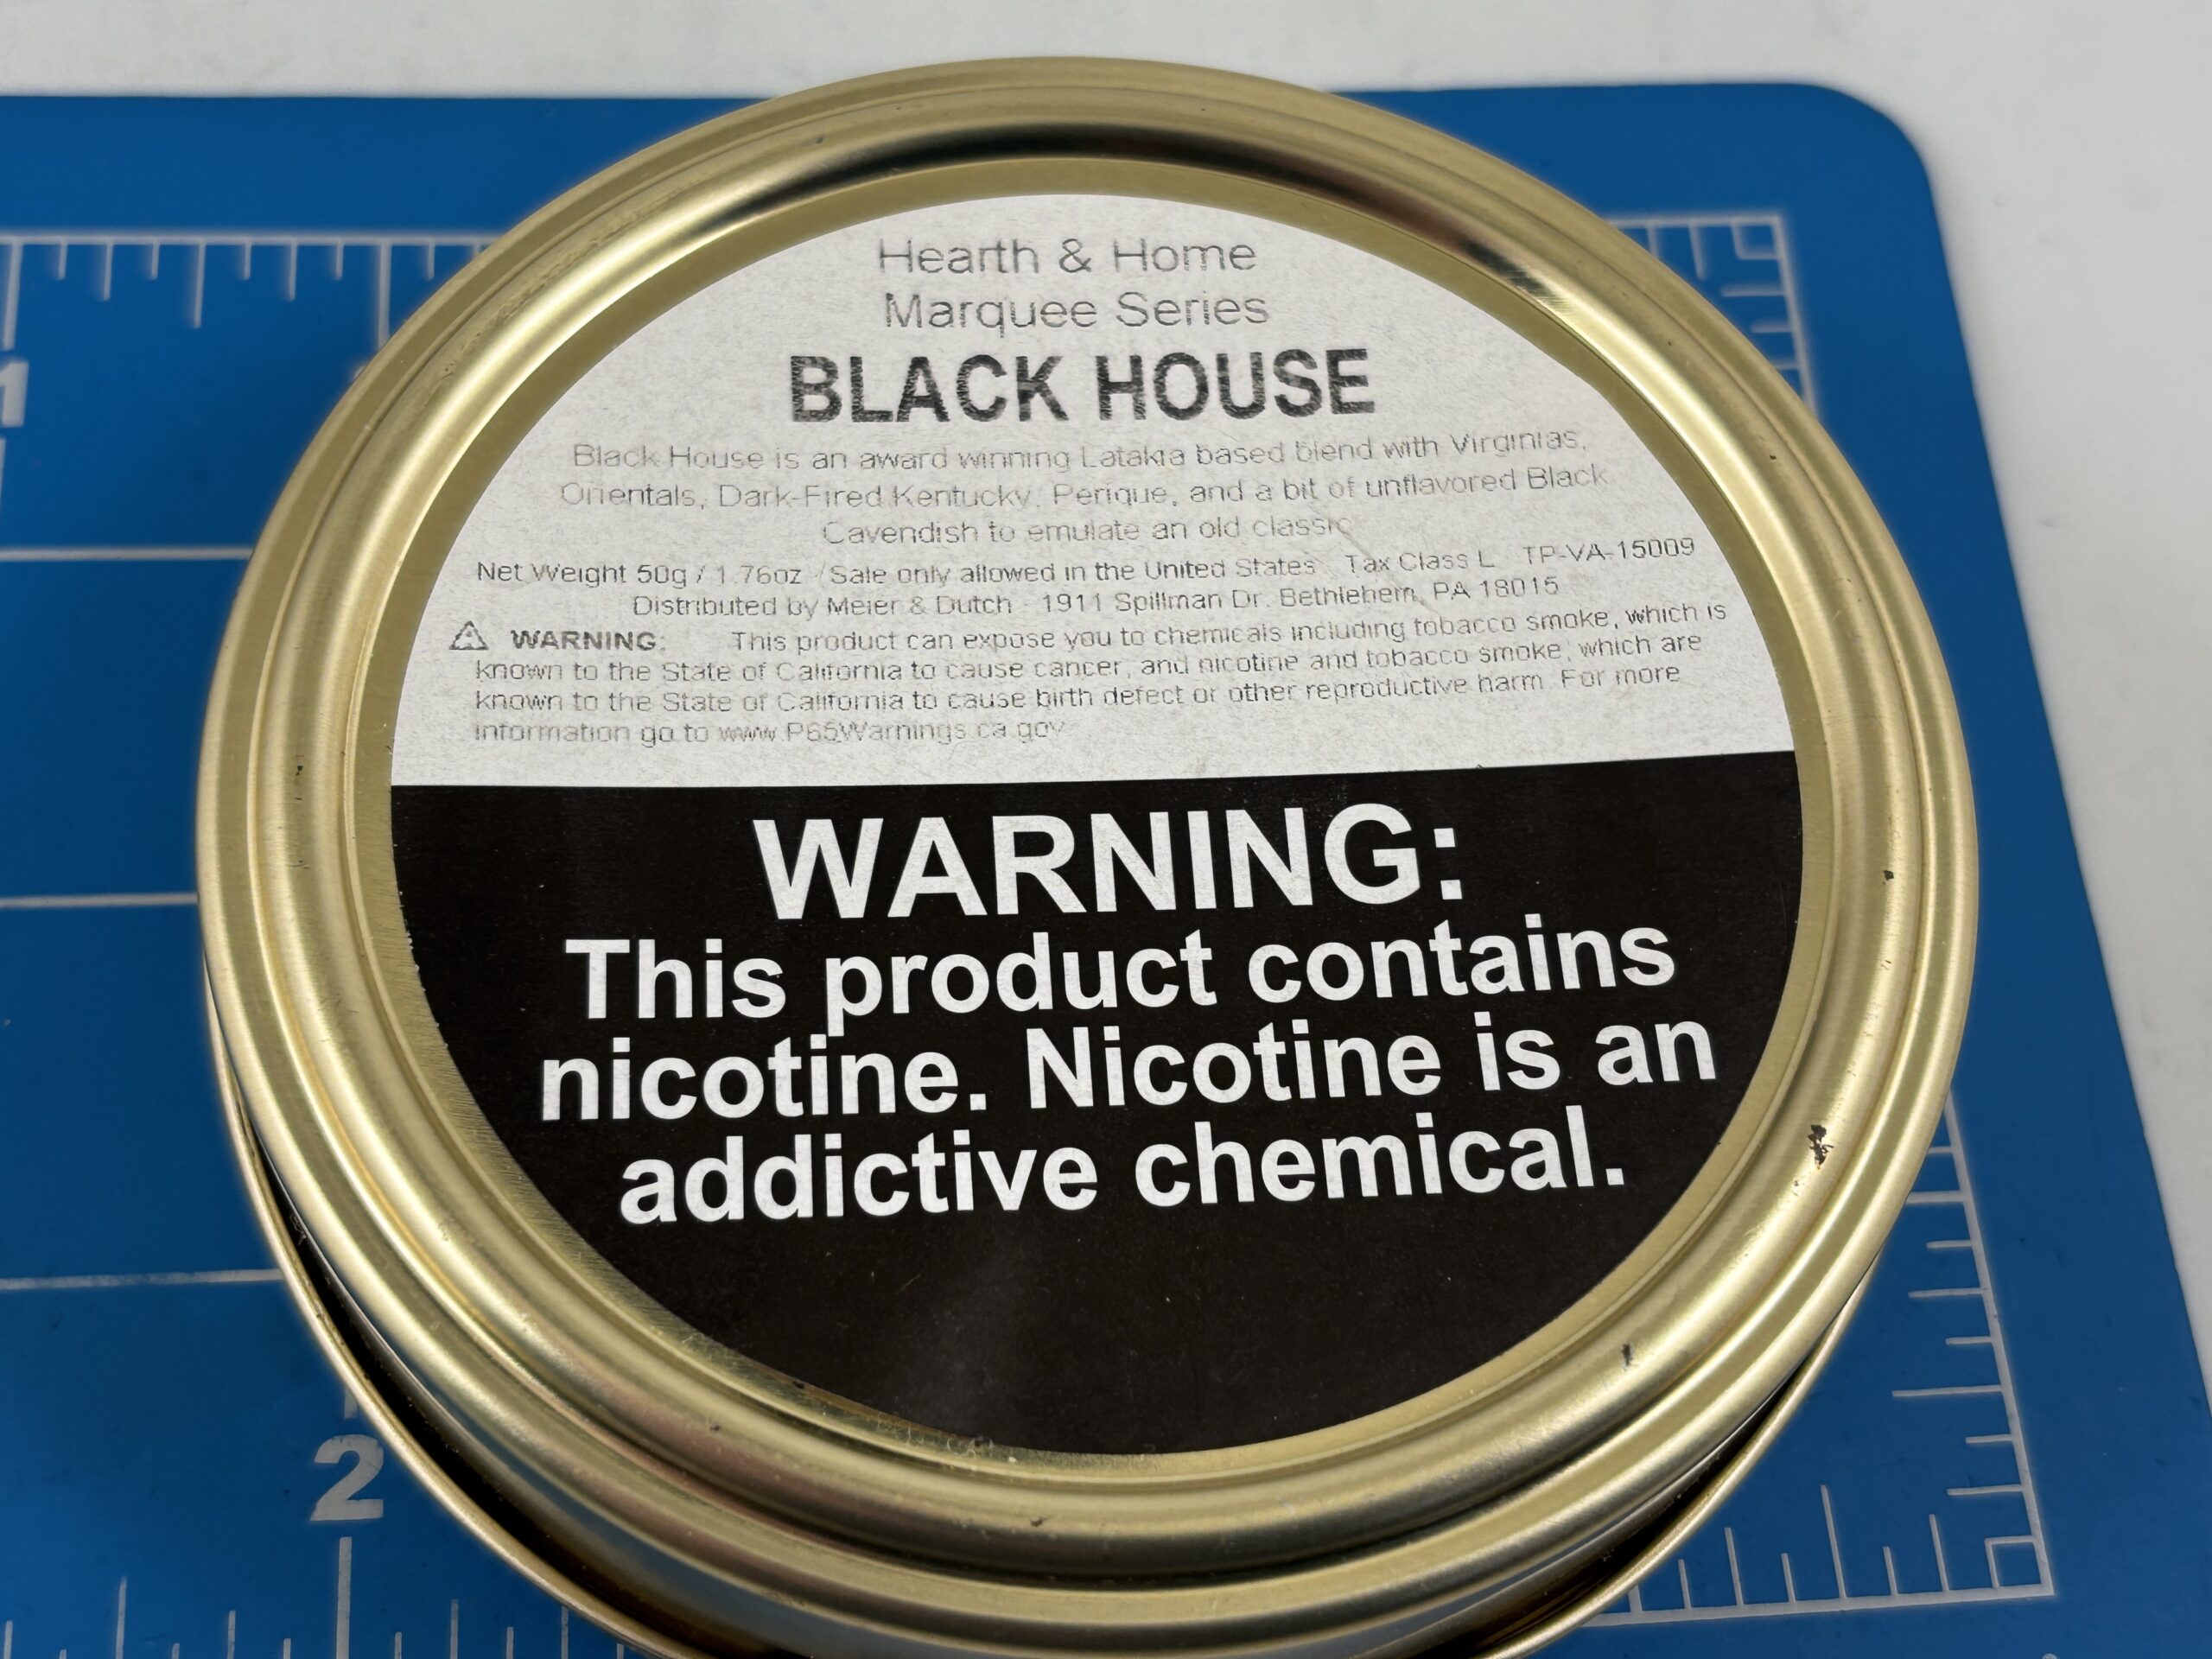 Hearth & Home
Marquee Series
BLACK HOUSE
Black House is an award winning Latakia based blend with Virginias,
Orientals, Dark-Fired Kentucky, Perique, and a bit of unflavored Black
Cavendish to emulate an old classic
Net Weight 50g / 1.76oz Sale only allowed in the United States Tax Class L TP-VA-15009
Distributed by Meier & Dutch - 1911 Spillman Dr. Bethlehem, PA 18015
WARNING: This product can expose you to chemicals including tobacco smoke, which is
known to the State of California to cause cancer, and nicotine and tobacco smoke, which are
known to the State of California to cause birth defect or other reproductive harm. For more
information go to www.P65Warnings.ca.gov
WARNING:
This product contains
nicotine. Nicotine is an
addictive chemical.
1
2